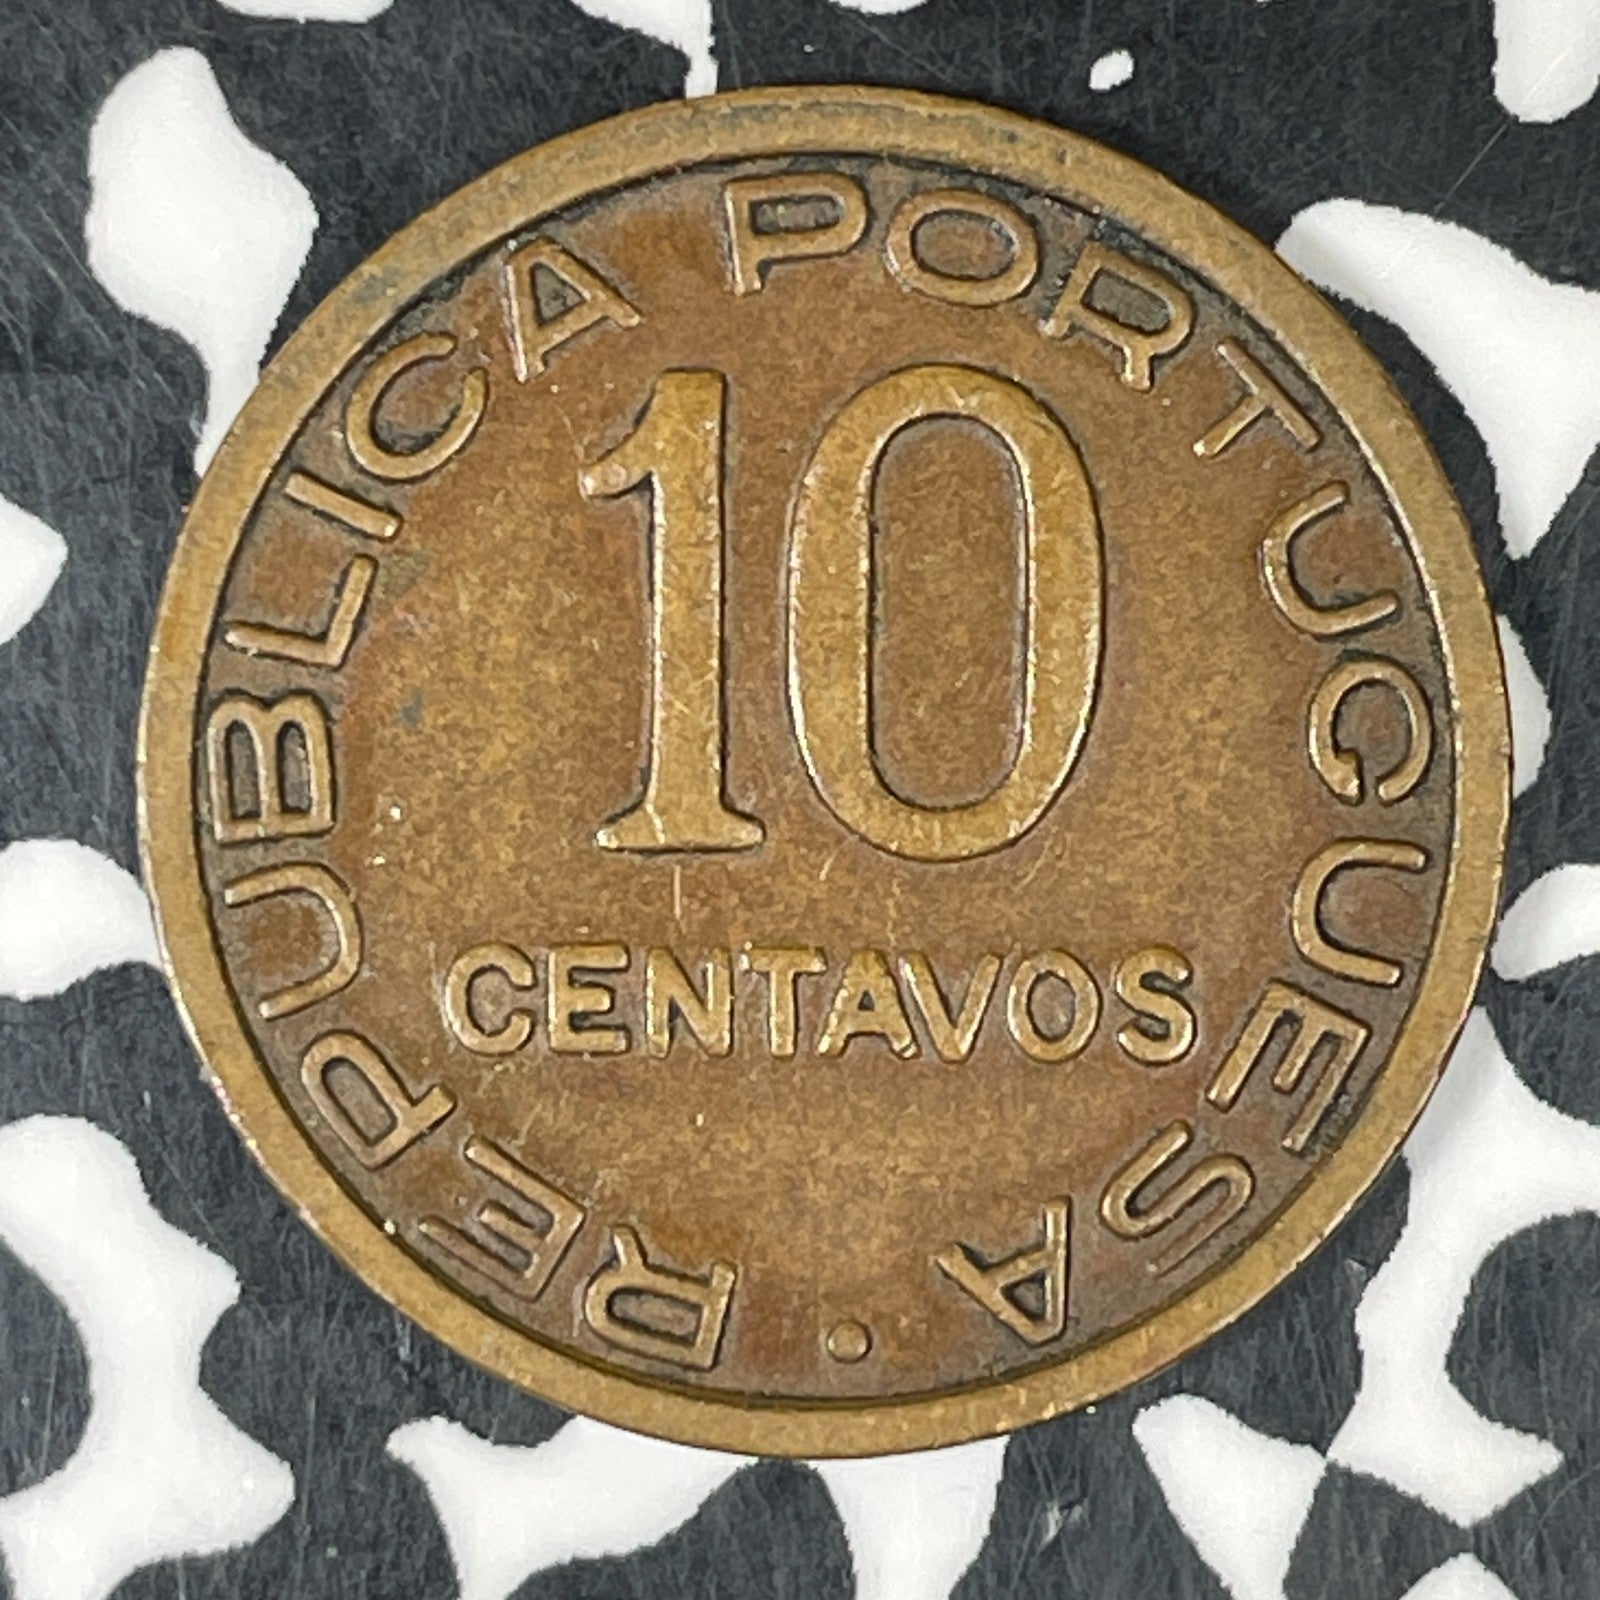 REPUBLICA PORTUGUESA •
10
CENTAVOS